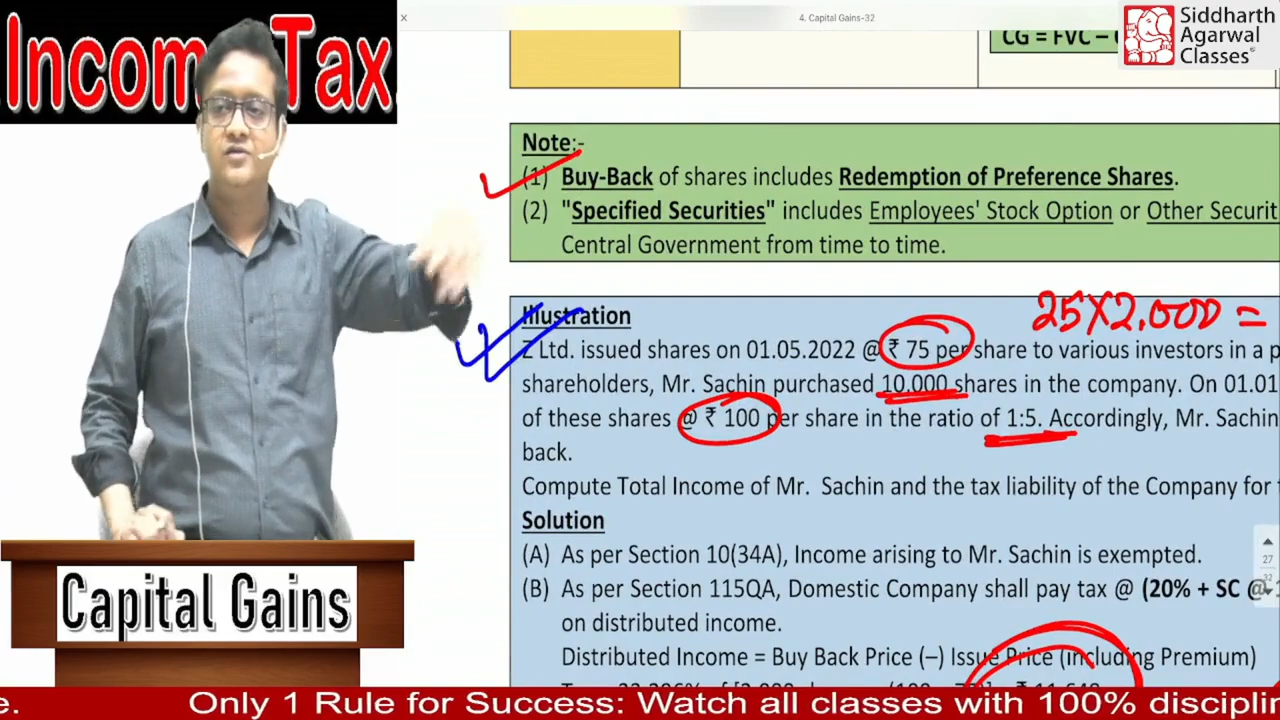 Income Tax
4. Capital Gains-32
Siddharth
Agarwal
Classes
CG = FVC –
Note:-
(1) Buy-Back of shares includes Redemption of Preference Shares.
(2) "Specified Securities" includes Employees' Stock Option or Other Securit
Central Government from time to time.
25×2,000 =
Illustration
Z Ltd. issued shares on 01.05.2022 @ ₹ 75 per share to various investors in a p
shareholders, Mr. Sachin purchased 10,000 shares in the company. On 01.01
of these shares @ ₹ 100 per share in the ratio of 1:5. Accordingly, Mr. Sachin
back.
Compute Total Income of Mr. Sachin and the tax liability of the Company for
Solution
(A) As per Section 10(34A), Income arising to Mr. Sachin is exempted.
(B) As per Section 115QA, Domestic Company shall pay tax @ (20% + SC @
on distributed income.
Distributed Income = Buy Back Price (–) Issue Price (including Premium)
27
32
Capital Gains
e. Only 1 Rule for Success: Watch all classes with 100% disciplin